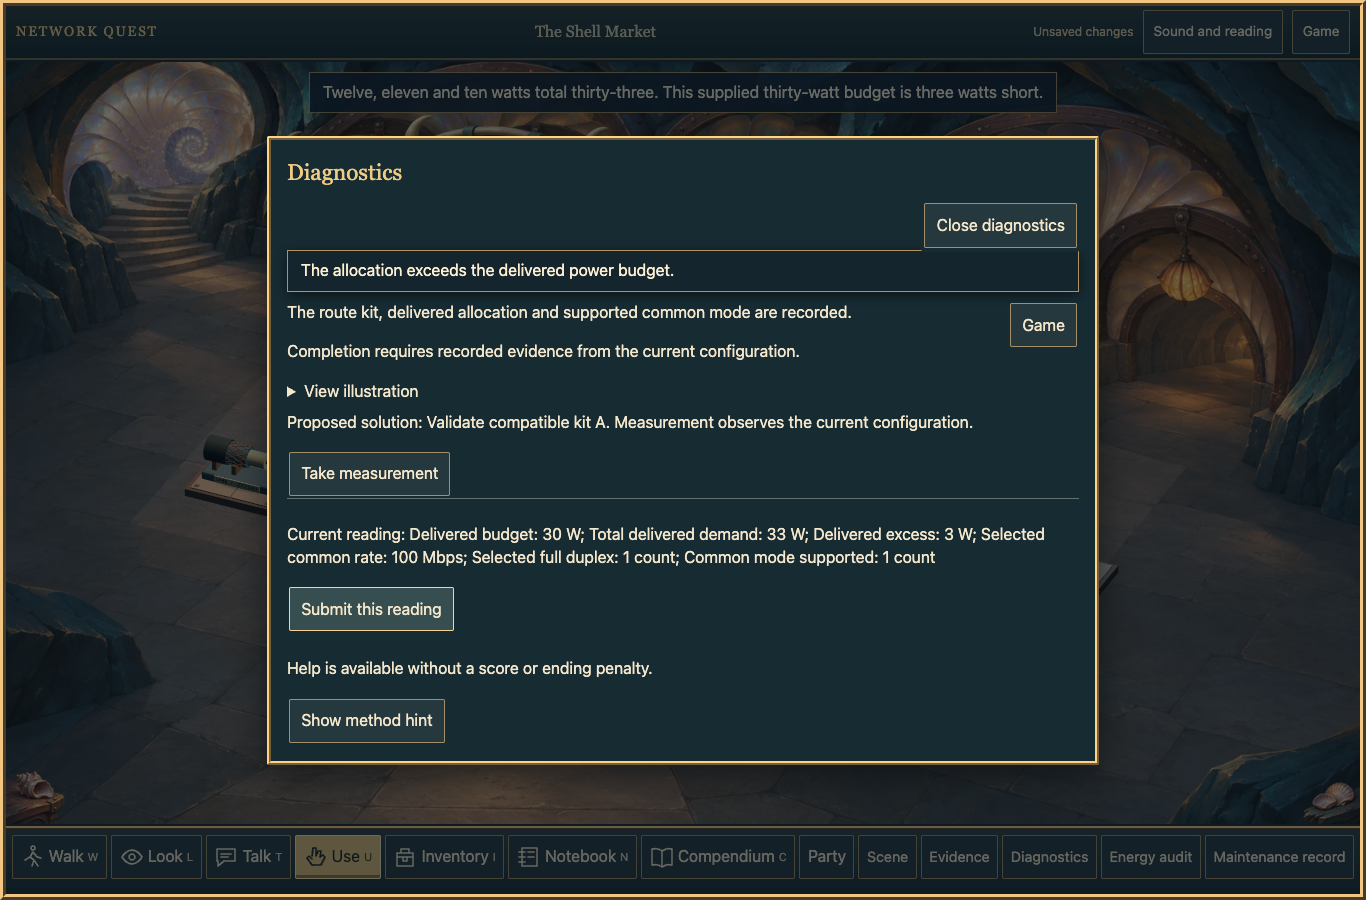 NETWORK QUEST
The Shell Market
Unsaved changes
Sound and reading
Game
Twelve, eleven and ten watts total thirty-three. This supplied thirty-watt budget is three watts short.
Diagnostics
Close diagnostics
The allocation exceeds the delivered power budget.
The route kit, delivered allocation and supported common mode are recorded.
Game
Completion requires recorded evidence from the current configuration.
View illustration
Proposed solution: Validate compatible kit A. Measurement observes the current configuration.
Take measurement
Current reading: Delivered budget: 30 W; Total delivered demand: 33 W; Delivered excess: 3 W; Selected
common rate: 100 Mbps; Selected full duplex: 1 count; Common mode supported: 1 count
Submit this reading
Help is available without a score or ending penalty.
Show method hint
Walk W
Look L
Talk T
Use U
Inventory I
Notebook N
Compendium C
Party
Scene
Evidence
Diagnostics
Energy audit
Maintenance record